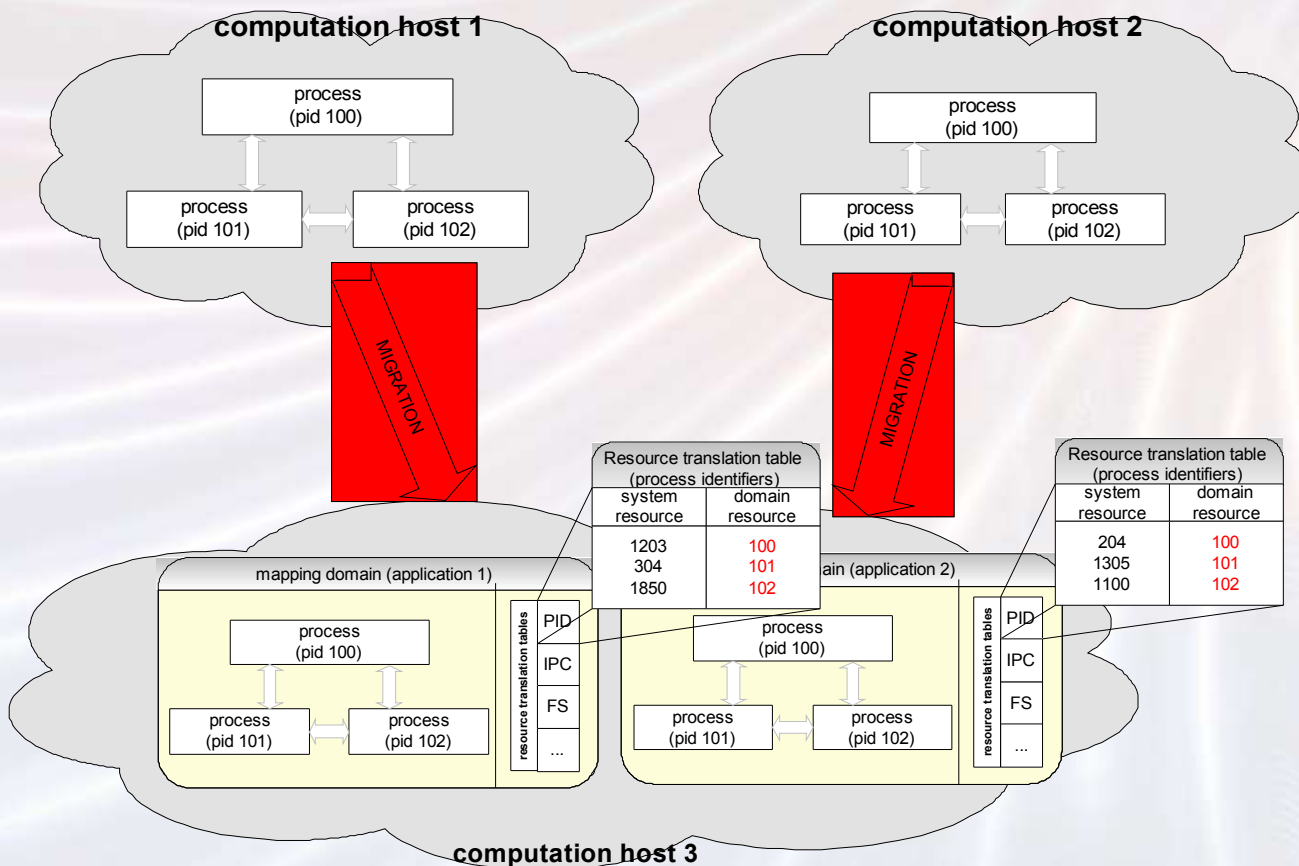 computation host 1
computation host 2
process
(pid 100)
process
(pid 101)
process
(pid 102)
process
(pid 100)
process
(pid 101)
process
(pid 102)
MIGRATION
MIGRATION
Resource translation table
(process identifiers)
system resource
domain resource
1203 100
304 101
1850 102
Resource translation table
(process identifiers)
system resource
domain resource
204 100
1305 101
1100 102
mapping domain (application 1)
process
(pid 100)
process
(pid 101)
process
(pid 102)
resource translation tables
PID
IPC
FS
...
ain (application 2)
process
(pid 100)
process
(pid 101)
process
(pid 102)
resource translation tables
PID
IPC
FS
...
computation host 3